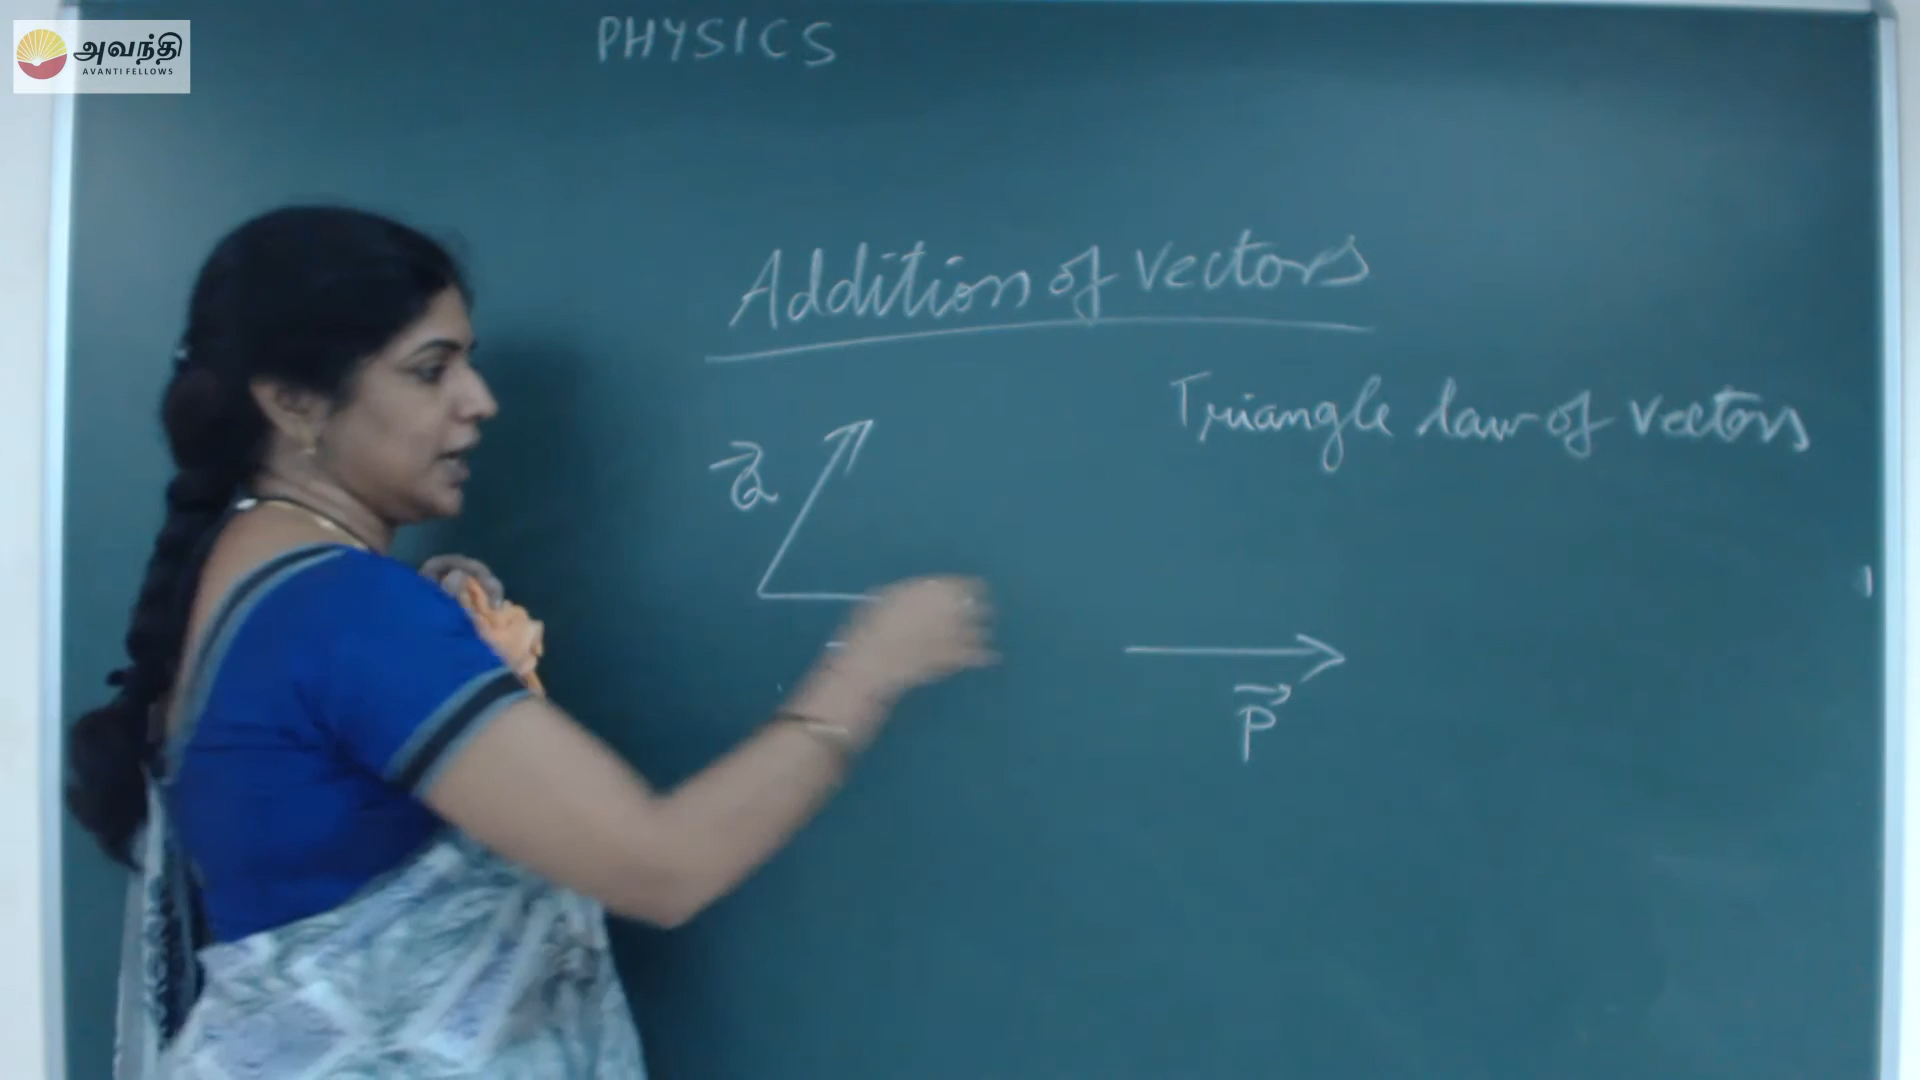 அவந்தி
AVANTI FELLOWS
PHYSICS
Addition of vectors
Triangle law of vectors
Q
P